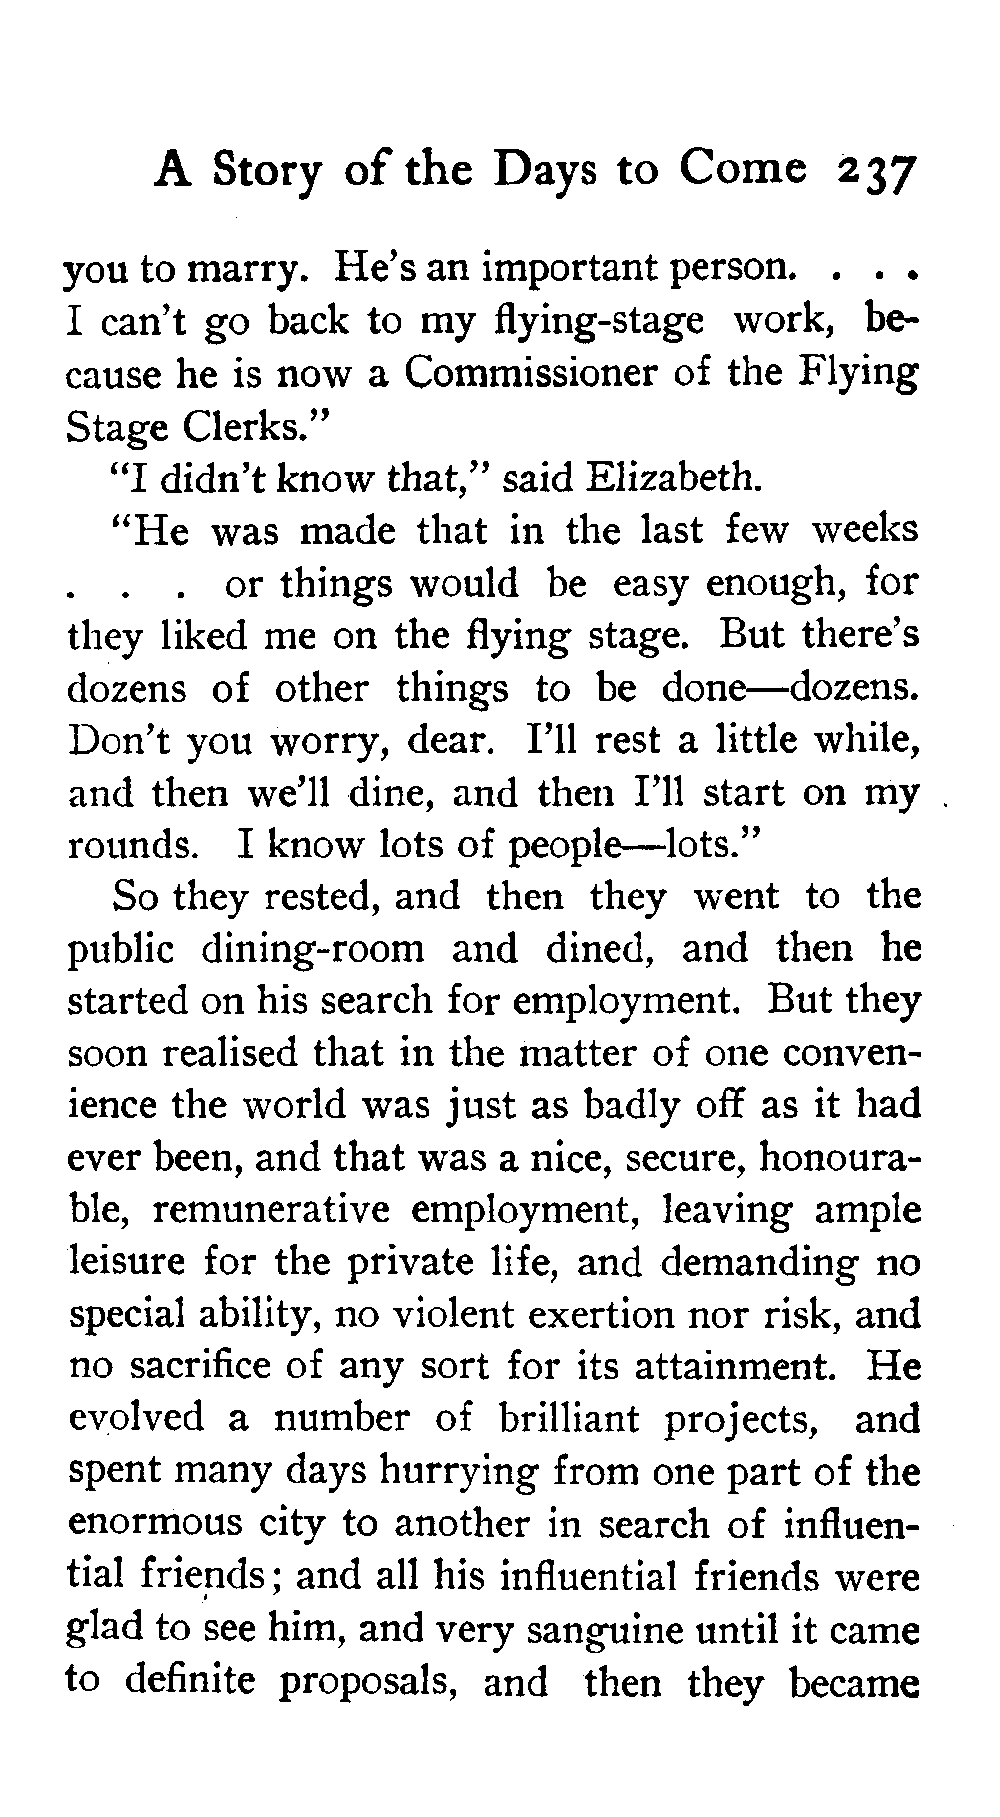 A Story of the Days to Come 237
you to marry. He's an important person. . . .
I can't go back to my flying-stage work, be-
cause he is now a Commissioner of the Flying
Stage Clerks."
"I didn't know that," said Elizabeth.
"He was made that in the last few weeks
. . . or things would be easy enough, for
they liked me on the flying stage. But there's
dozens of other things to be done—dozens.
Don't you worry, dear. I'll rest a little while,
and then we'll dine, and then I'll start on my
rounds. I know lots of people—lots."
So they rested, and then they went to the
public dining-room and dined, and then he
started on his search for employment. But they
soon realised that in the matter of one conven-
ience the world was just as badly off as it had
ever been, and that was a nice, secure, honoura-
ble, remunerative employment, leaving ample
leisure for the private life, and demanding no
special ability, no violent exertion nor risk, and
no sacrifice of any sort for its attainment. He
evolved a number of brilliant projects, and
spent many days hurrying from one part of the
enormous city to another in search of influen-
tial friends; and all his influential friends were
glad to see him, and very sanguine until it came
to definite proposals, and then they became